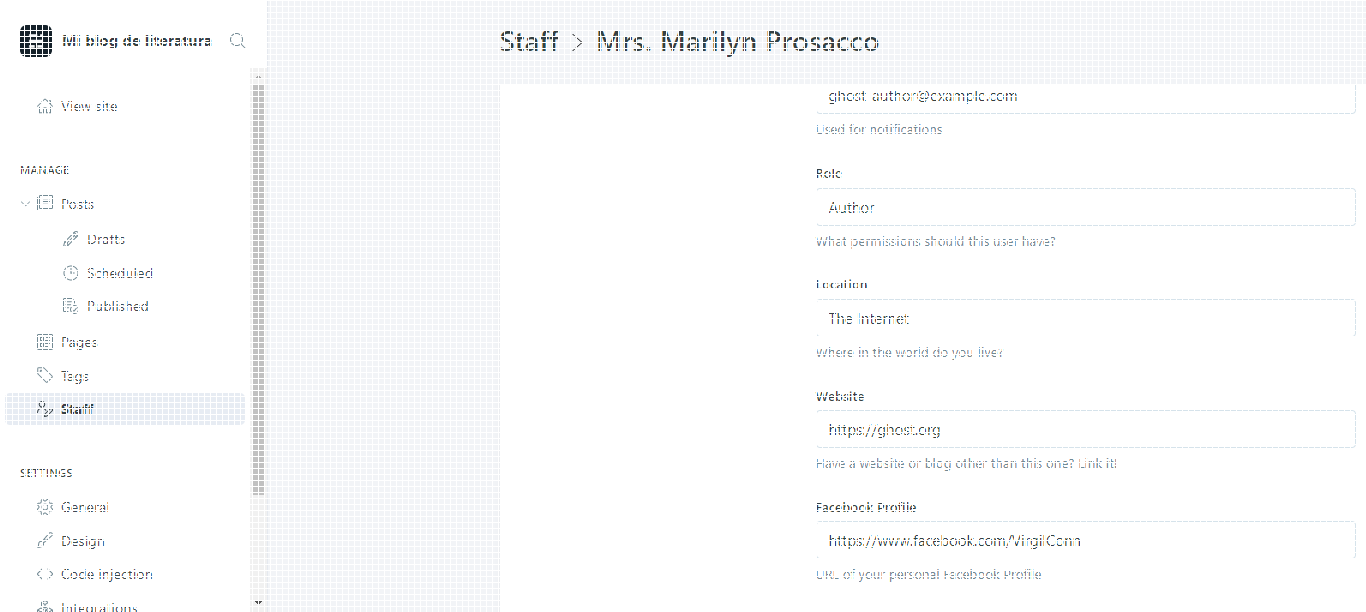 Mi blog de literatura
View site
MANAGE
Posts
Drafts
Scheduled
Published
Pages
Tags
Staff
SETTINGS
General
Design
Code injection
Integrations
Staff > Mrs. Marilyn Prosacco
ghost-author@example.com
Used for notifications
Role
Author
What permissions should this user have?
Location
The Internet
Where in the world do you live?
Website
https://ghost.org
Have a website or blog other than this one? Link it!
Facebook Profile
https://www.facebook.com/VirgilConn
URL of your personal Facebook Profile